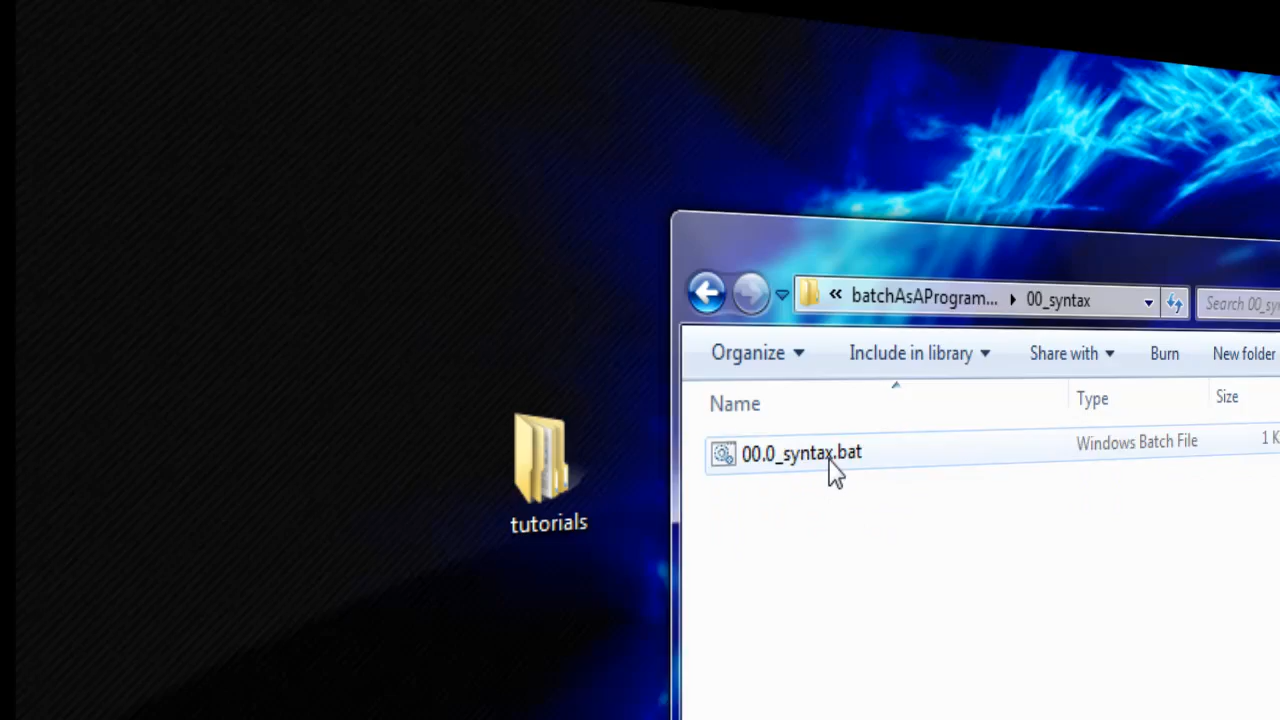 « batchAsAProgram... ▸ 00_syntax
Search 00_sy
Organize
Include in library
Share with
Burn
New folder
Name
Type
Size
00.0_syntax.bat
Windows Batch File
1 K
tutorials